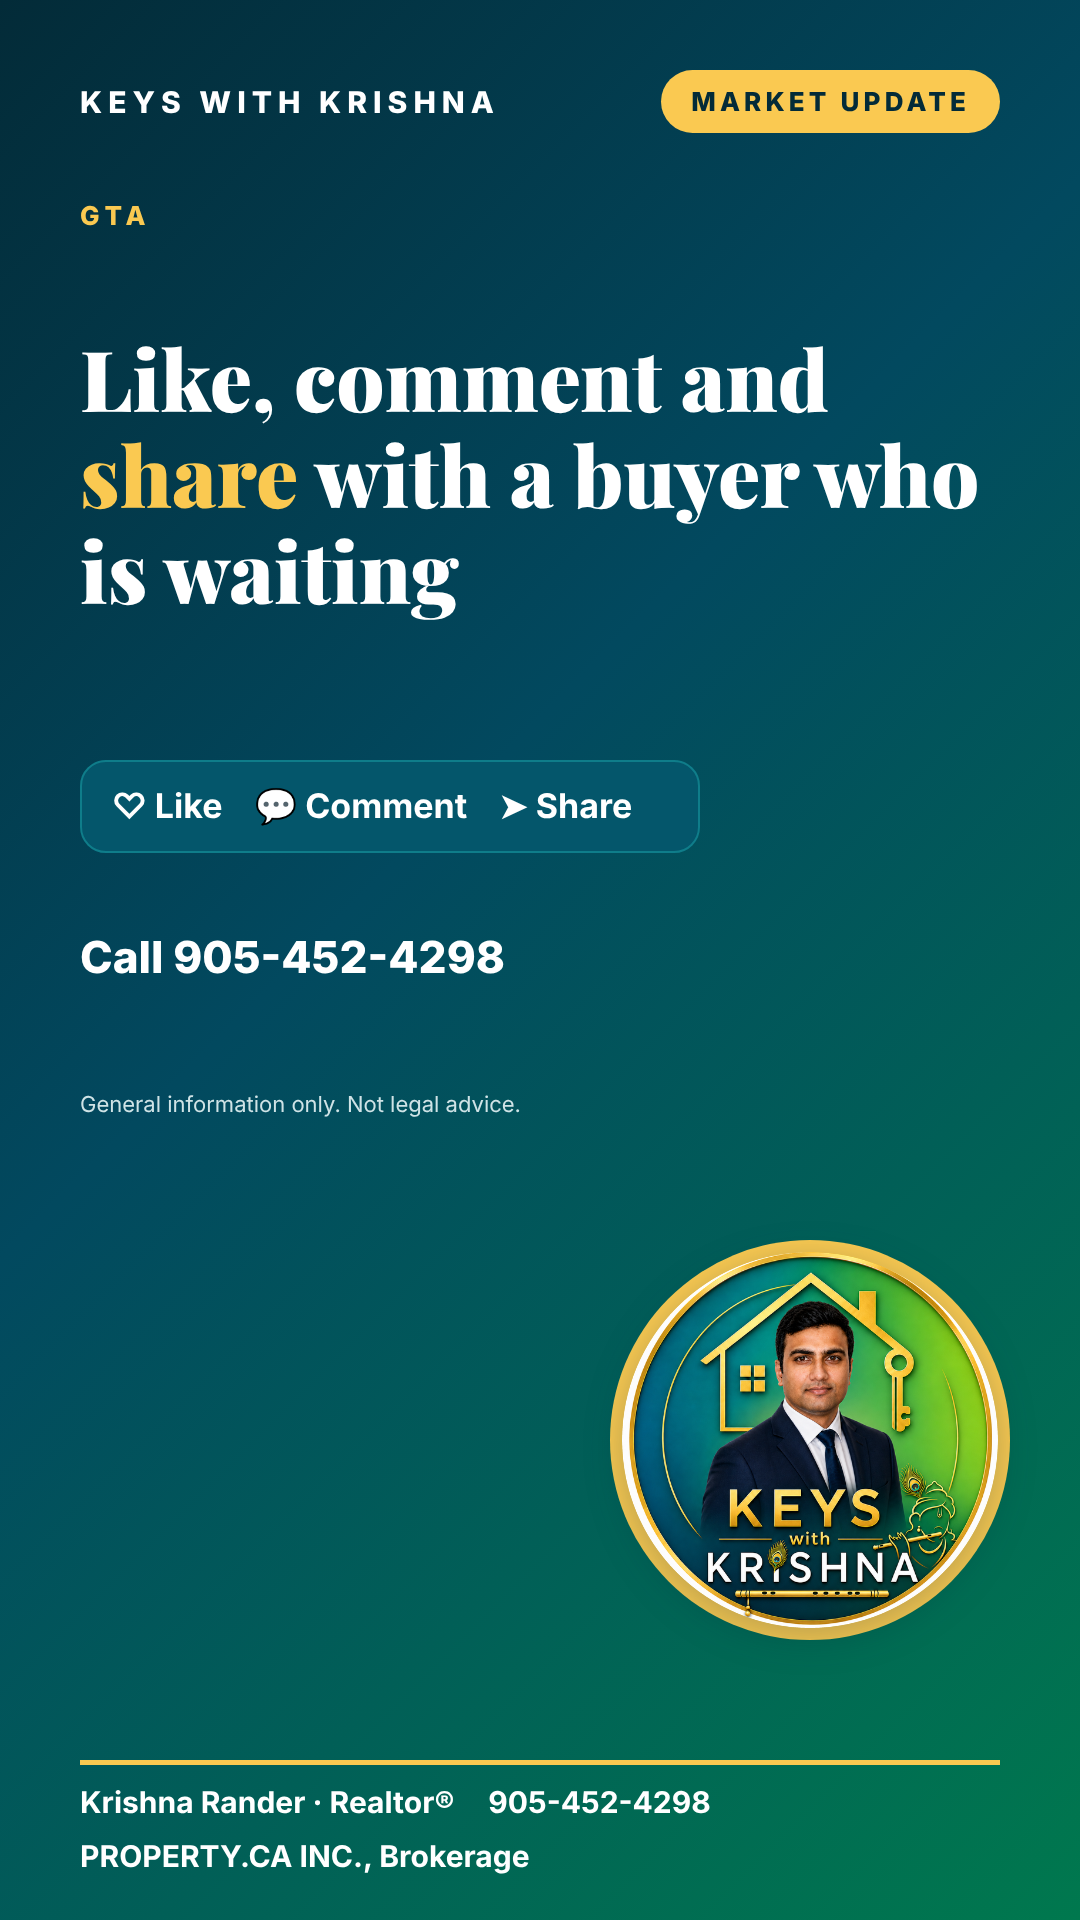 KEYS WITH KRISHNA
MARKET UPDATE
GTA
Like, comment and
share with a buyer who
is waiting
♡ Like 💬 Comment ➤ Share
Call 905-452-4298
General information only. Not legal advice.
KEYS
with
KRISHNA
Krishna Rander · Realtor® 905-452-4298
PROPERTY.CA INC., Brokerage